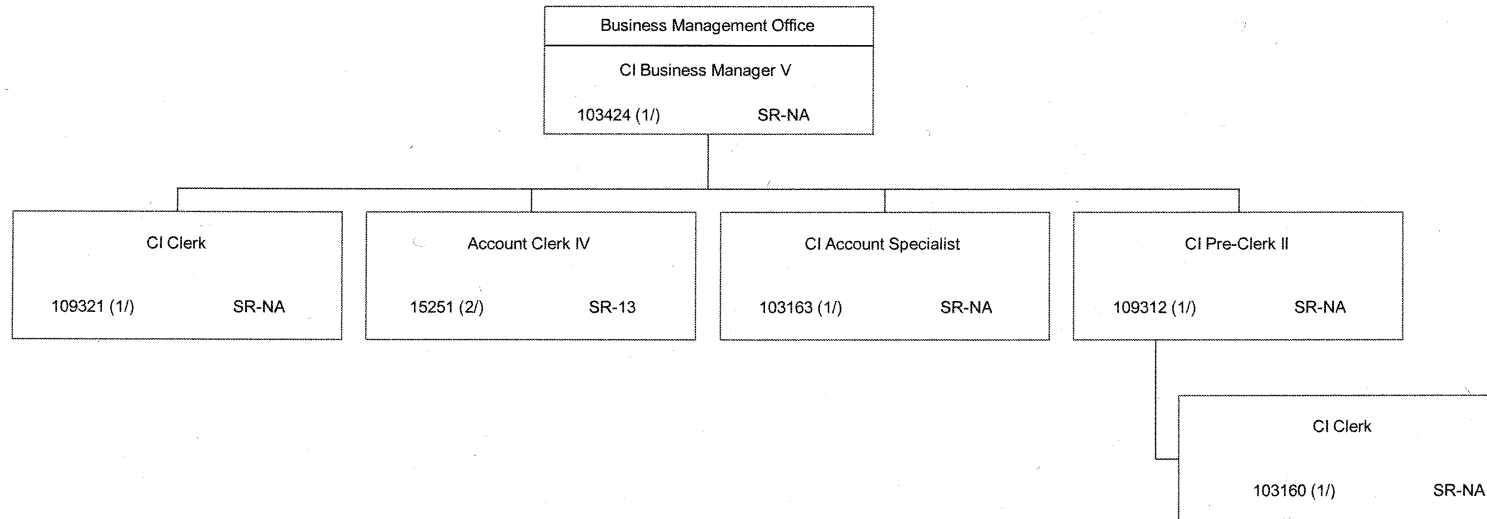 Business Management Office
CI Business Manager V
103424 (1/) SR-NA
CI Clerk
109321 (1/) SR-NA
Account Clerk IV
15251 (2/) SR-13
CI Account Specialist
103163 (1/) SR-NA
CI Pre-Clerk II
109312 (1/) SR-NA
CI Clerk
103160 (1/) SR-NA